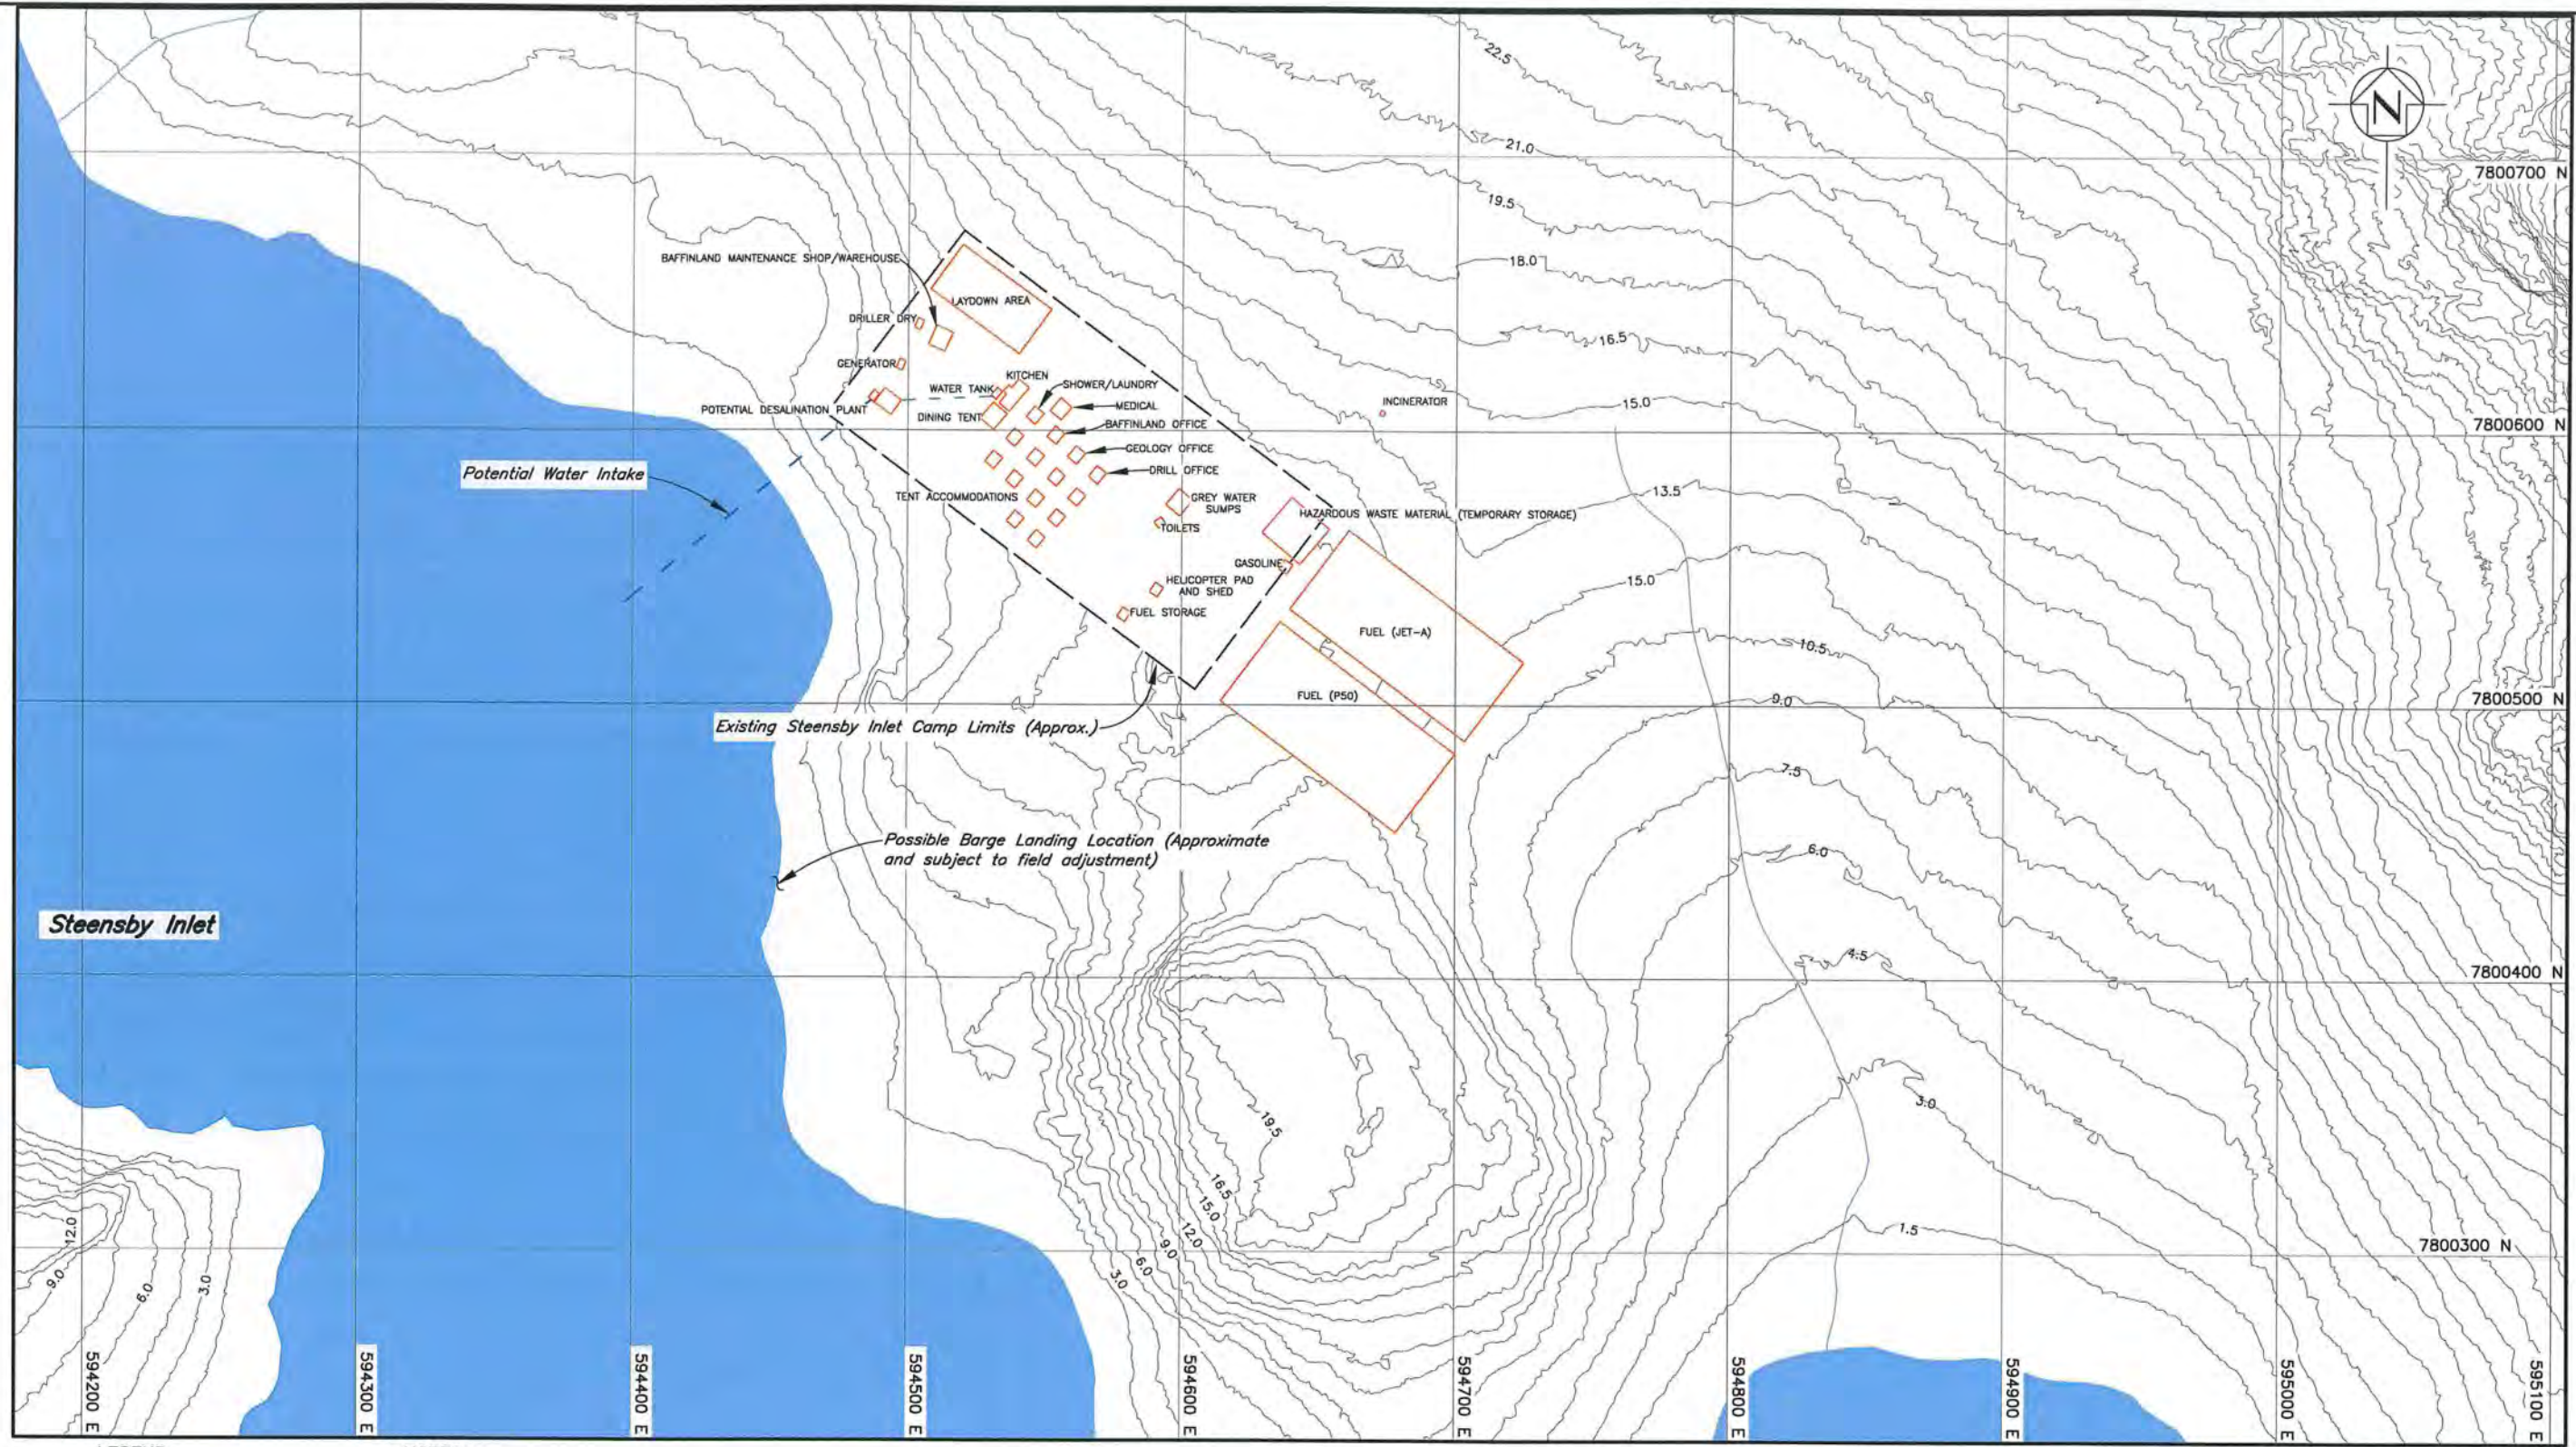 22.5
N
21.0
7800700 N
19.5
BAFFINLAND MAINTENANCE SHOP/WAREHOUSE
18.0
LAYDOWN AREA
DRILLER DRY
16.5
GENERATOR
KITCHEN
WATER TANK
SHOWER/LAUNDRY
INCINERATOR
15.0
POTENTIAL DESALINATION PLANT
MEDICAL
DINING TENT
BAFFINLAND OFFICE
7800600 N
GEOLOGY OFFICE
Potential Water Intake
DRILL OFFICE
13.5
TENT ACCOMMODATIONS
GREY WATER
SUMPS
HAZARDOUS WASTE MATERIAL (TEMPORARY STORAGE)
TOILETS
GASOLINE
15.0
HELICOPTER PAD
AND SHED
FUEL STORAGE
FUEL (JET-A)
10.5
FUEL (P50)
9.0
7800500 N
Existing Steensby Inlet Camp Limits (Approx.)
7.5
Possible Barge Landing Location (Approximate
and subject to field adjustment)
6.0
Steensby Inlet
4.5
7800400 N
3.0
19.5
16.5
15.0
12.0
9.0
6.0
3.0
12.0
9.0
6.0
3.0
1.5
7800300 N
594200 E
594300 E
594400 E
594500 E
594600 E
594700 E
594800 E
594900 E
595000 E
595100 E